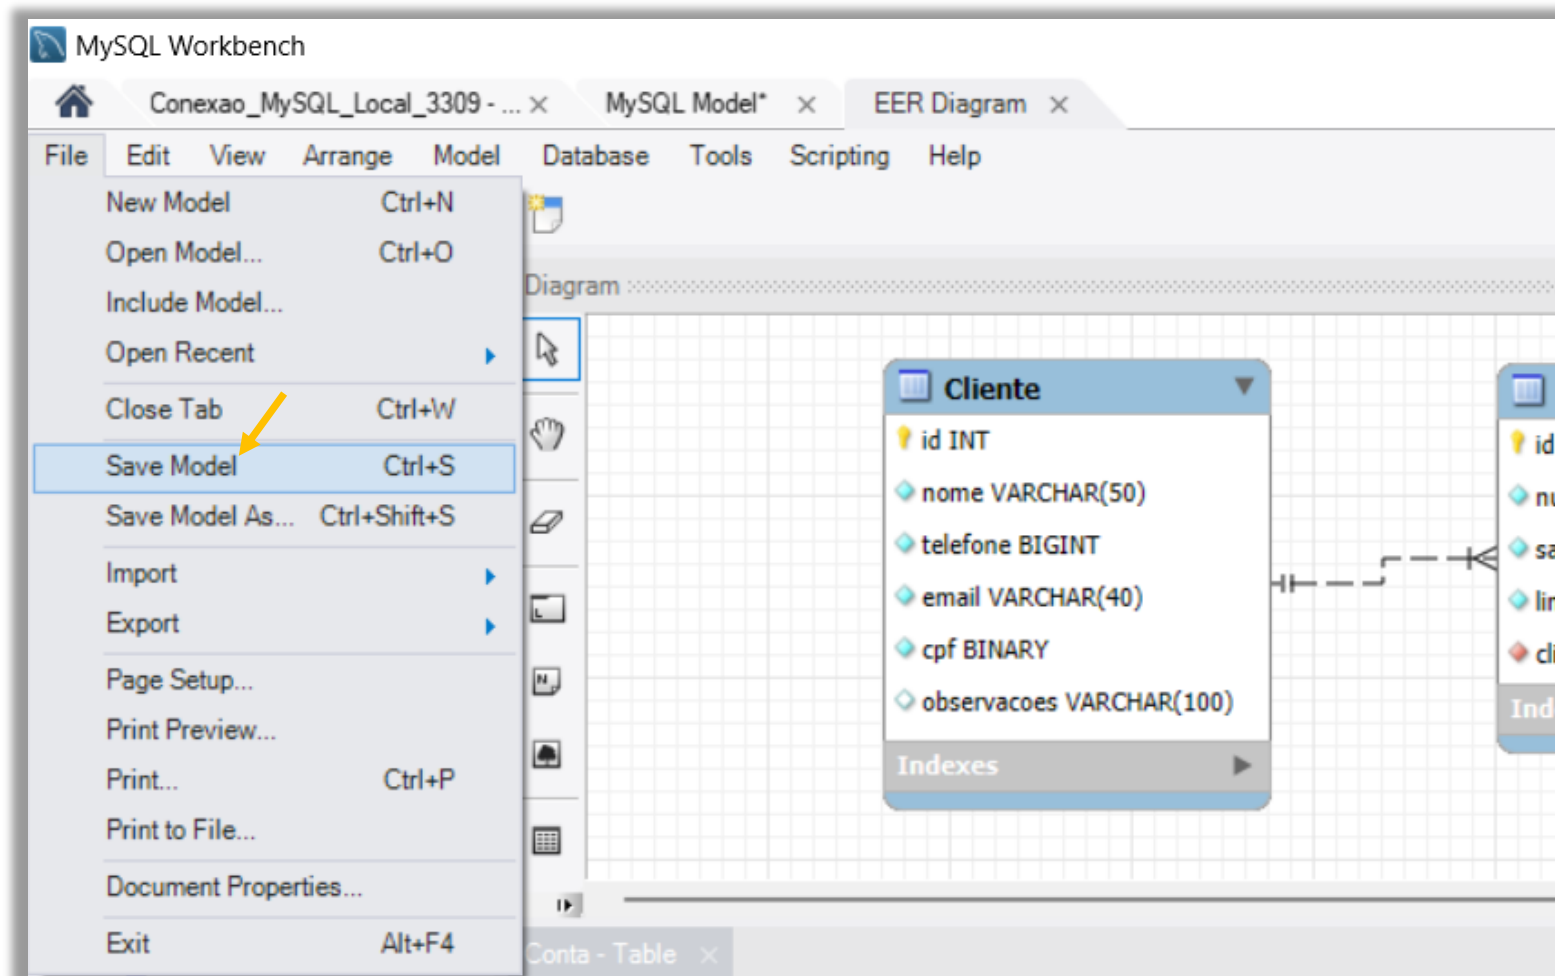 MySQL Workbench
Conexao_MySQL_Local_3309 - ...
MySQL Model*
EER Diagram
File Edit View Arrange Model Database Tools Scripting Help
New Model Ctrl+N
Open Model... Ctrl+O
Include Model...
Open Recent
Close Tab Ctrl+W
Save Model Ctrl+S
Save Model As... Ctrl+Shift+S
Import
Export
Page Setup...
Print Preview...
Print... Ctrl+P
Print to File...
Document Properties...
Exit Alt+F4
Diagram
Cliente
id INT
nome VARCHAR(50)
telefone BIGINT
email VARCHAR(40)
cpf BINARY
observacoes VARCHAR(100)
Indexes
id
Conta - Table